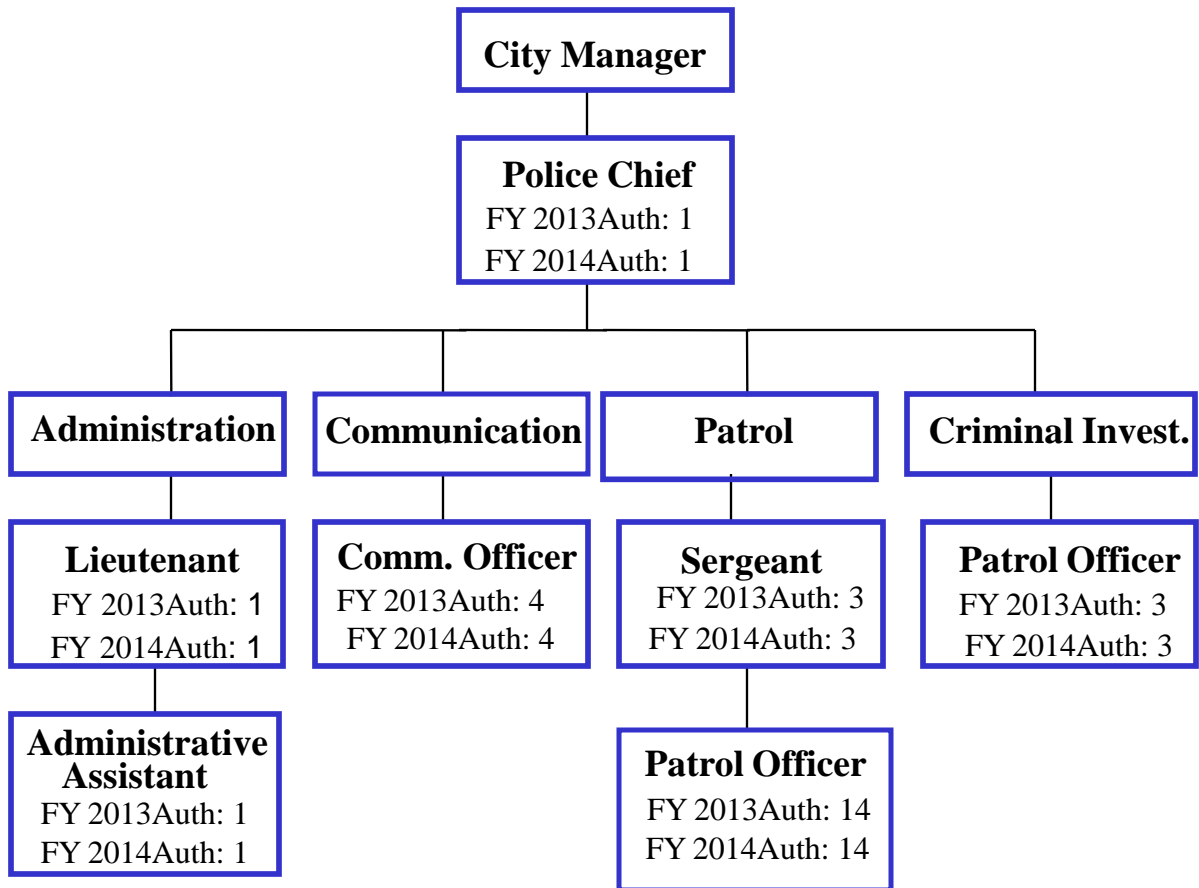 City Manager
Police Chief
FY 2013Auth: 1
FY 2014Auth: 1
Administration
Communication
Patrol
Criminal Invest.
Lieutenant
FY 2013Auth: 1
FY 2014Auth: 1
Comm. Officer
FY 2013Auth: 4
FY 2014Auth: 4
Sergeant
FY 2013Auth: 3
FY 2014Auth: 3
Patrol Officer
FY 2013Auth: 3
FY 2014Auth: 3
Administrative
Assistant
FY 2013Auth: 1
FY 2014Auth: 1
Patrol Officer
FY 2013Auth: 14
FY 2014Auth: 14